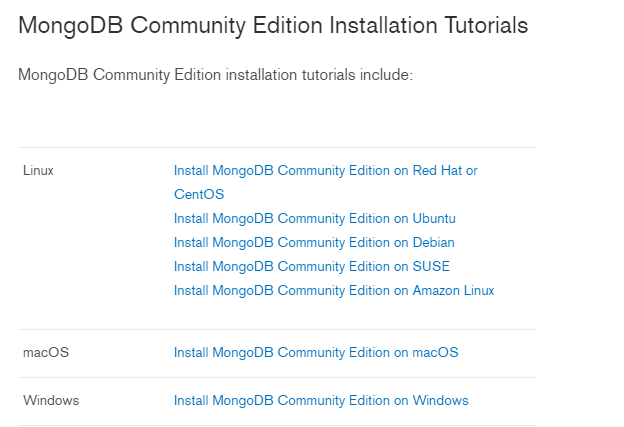 MongoDB Community Edition Installation Tutorials
MongoDB Community Edition installation tutorials include:
Linux
Install MongoDB Community Edition on Red Hat or
CentOS
Install MongoDB Community Edition on Ubuntu
Install MongoDB Community Edition on Debian
Install MongoDB Community Edition on SUSE
Install MongoDB Community Edition on Amazon Linux
macOS
Install MongoDB Community Edition on macOS
Windows
Install MongoDB Community Edition on Windows